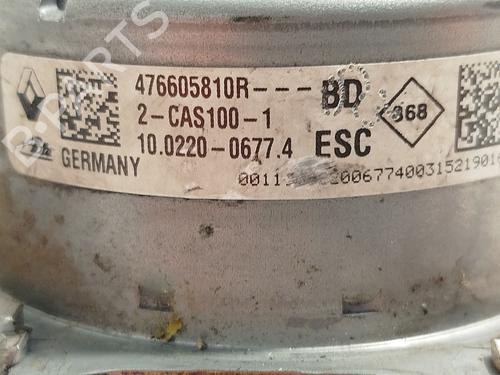 476605810R--- BD
2-CAS100-1
368
10.0220-0677.4 ESC
GERMANY
B-PARTS